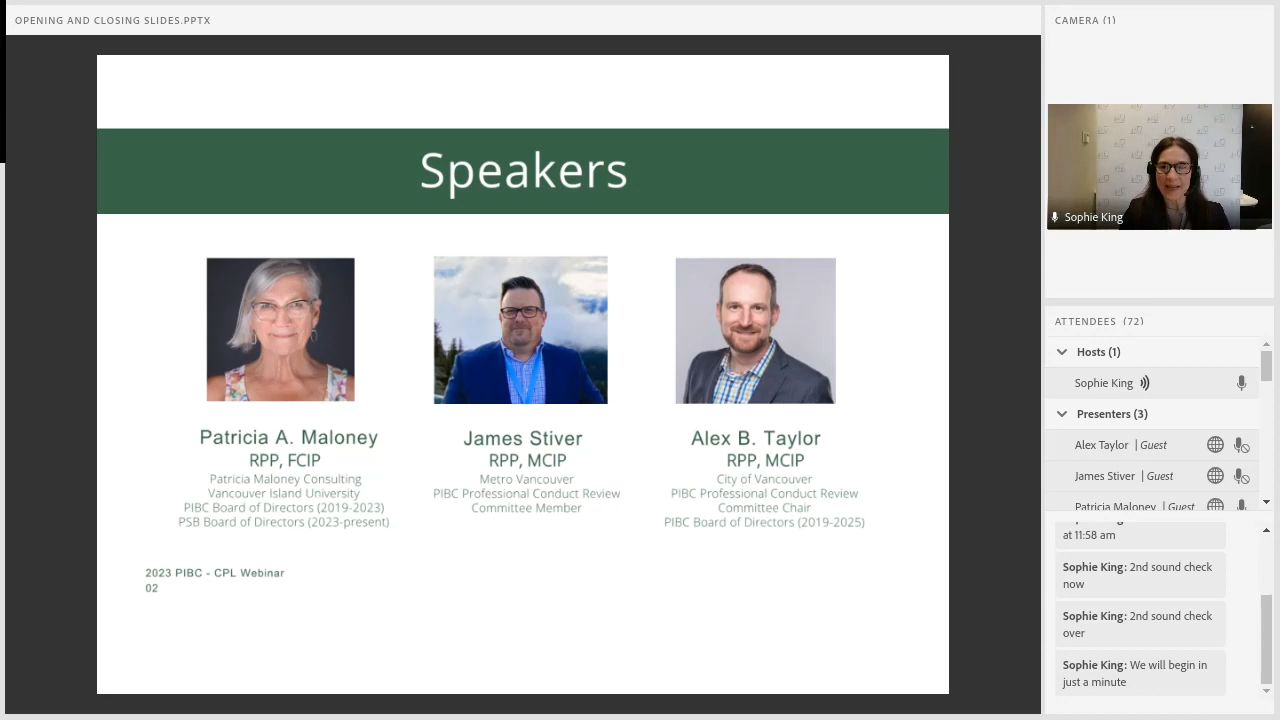 OPENING AND CLOSING SLIDES.PPTX
Speakers
Patricia A. Maloney
RPP, FCIP
Patricia Maloney Consulting
Vancouver Island University
PIBC Board of Directors (2019-2023)
PSB Board of Directors (2023-present)
James Stiver
RPP, MCIP
Metro Vancouver
PIBC Professional Conduct Review
Committee Member
Alex B. Taylor
RPP, MCIP
City of Vancouver
PIBC Professional Conduct Review
Committee Chair
PIBC Board of Directors (2019-2025)
2023 PIBC - CPL Webinar
02
CAMERA (1)
Sophie King
ATTENDEES (72)
Hosts (1)
Sophie King
Presenters (3)
Alex Taylor | Guest
James Stiver | Guest
Patricia Maloney | Guest
at 11:58 am
Sophie King: 2nd sound check
now
Sophie King: 2nd sound check
over
Sophie King: We will begin in
just a minute